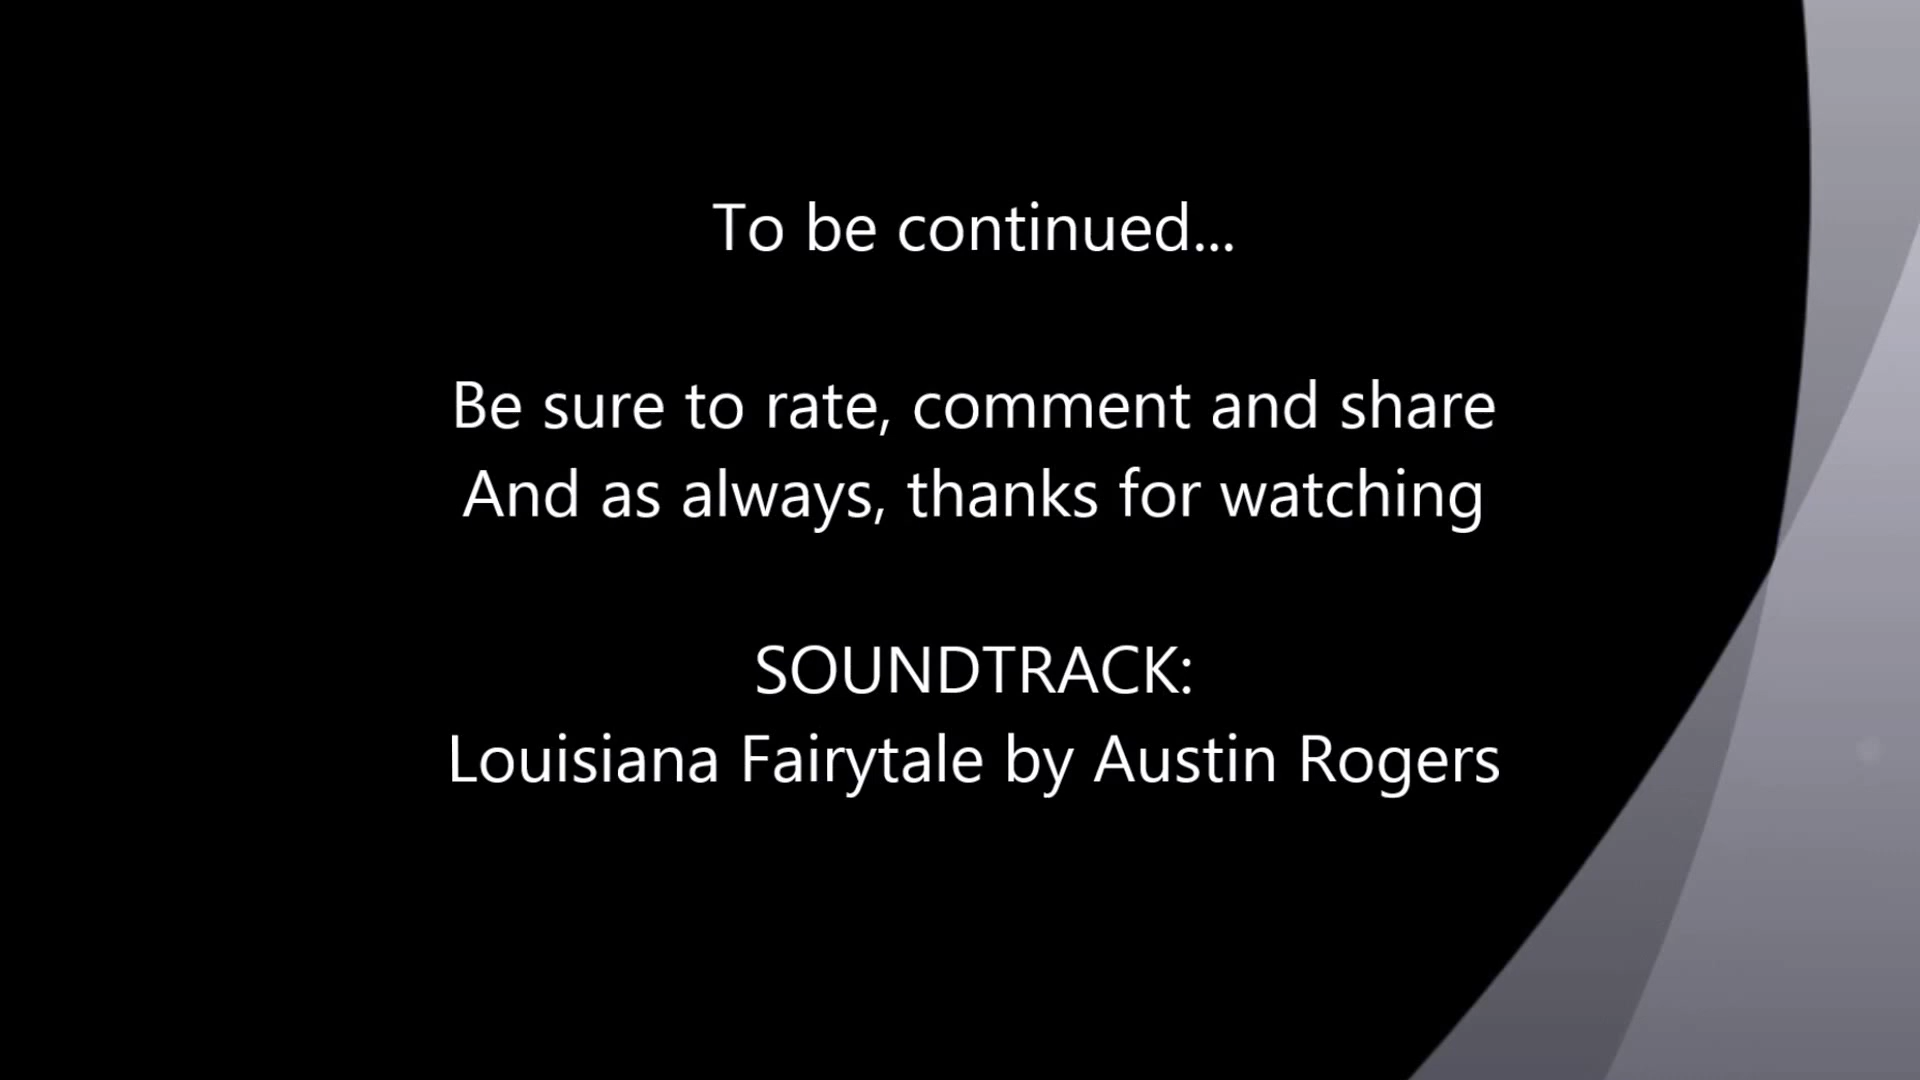 To be continued...
Be sure to rate, comment and share
And as always, thanks for watching
SOUNDTRACK:
Louisiana Fairytale by Austin Rogers